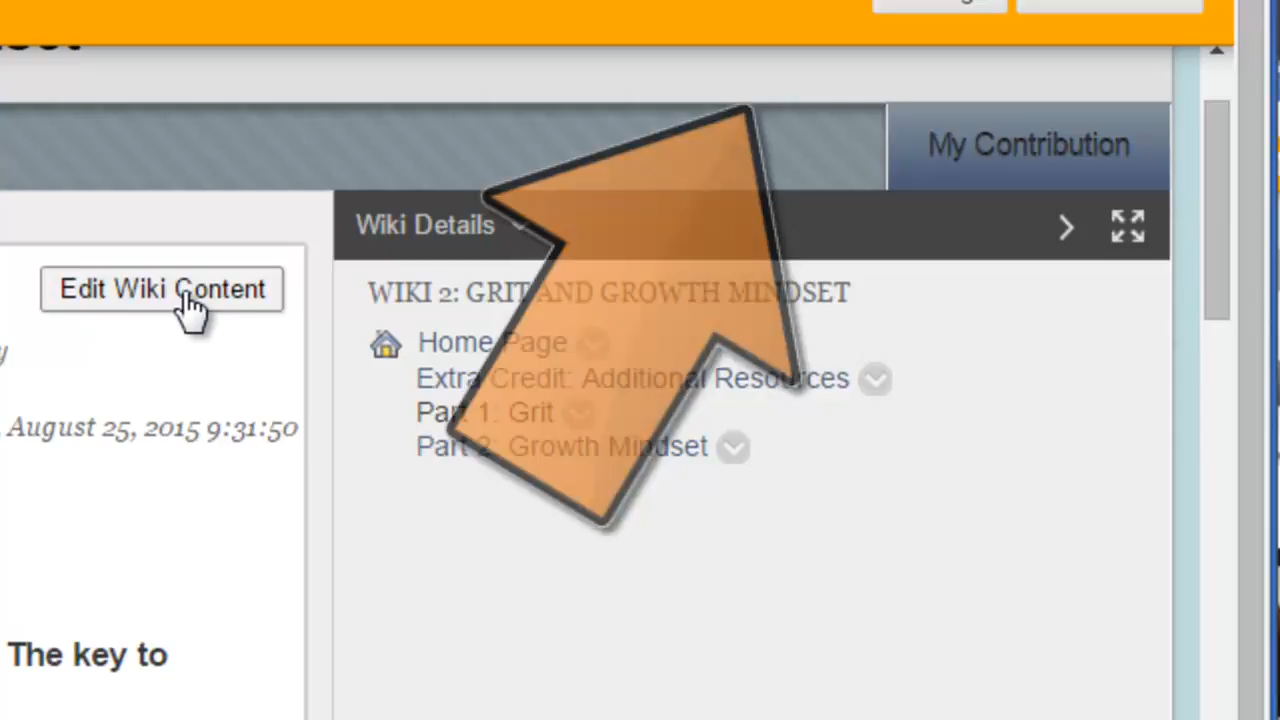 My Contribution
Wiki Details
Edit Wiki Content
WIKI 2: GRIT AND GROWTH MINDSET
Home Page
Extra Credit: Additional Resources
Part 1: Grit
August 25, 2015 9:31:50
Part 2: Growth Mindset
The key to